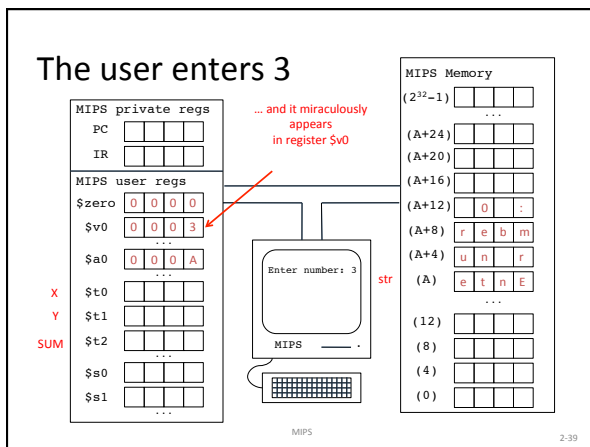 The user enters 3
MIPS private regs
PC
IR
MIPS user regs
$zero 0 0 0 0
$v0 0 0 0 3
...
$a0 0 0 0 A
...
X $t0
Y $t1
SUM $t2
...
$s0
$s1
...
... and it miraculously
appears
in register $v0
Enter number: 3
MIPS
MIPS Memory
(2³²-1)
...
(A+24)
(A+20)
(A+16)
(A+12) 0 :
(A+8) r e b m
(A+4) u n r
str (A) e t n E
...
(12)
(8)
(4)
(0)
MIPS
2-39